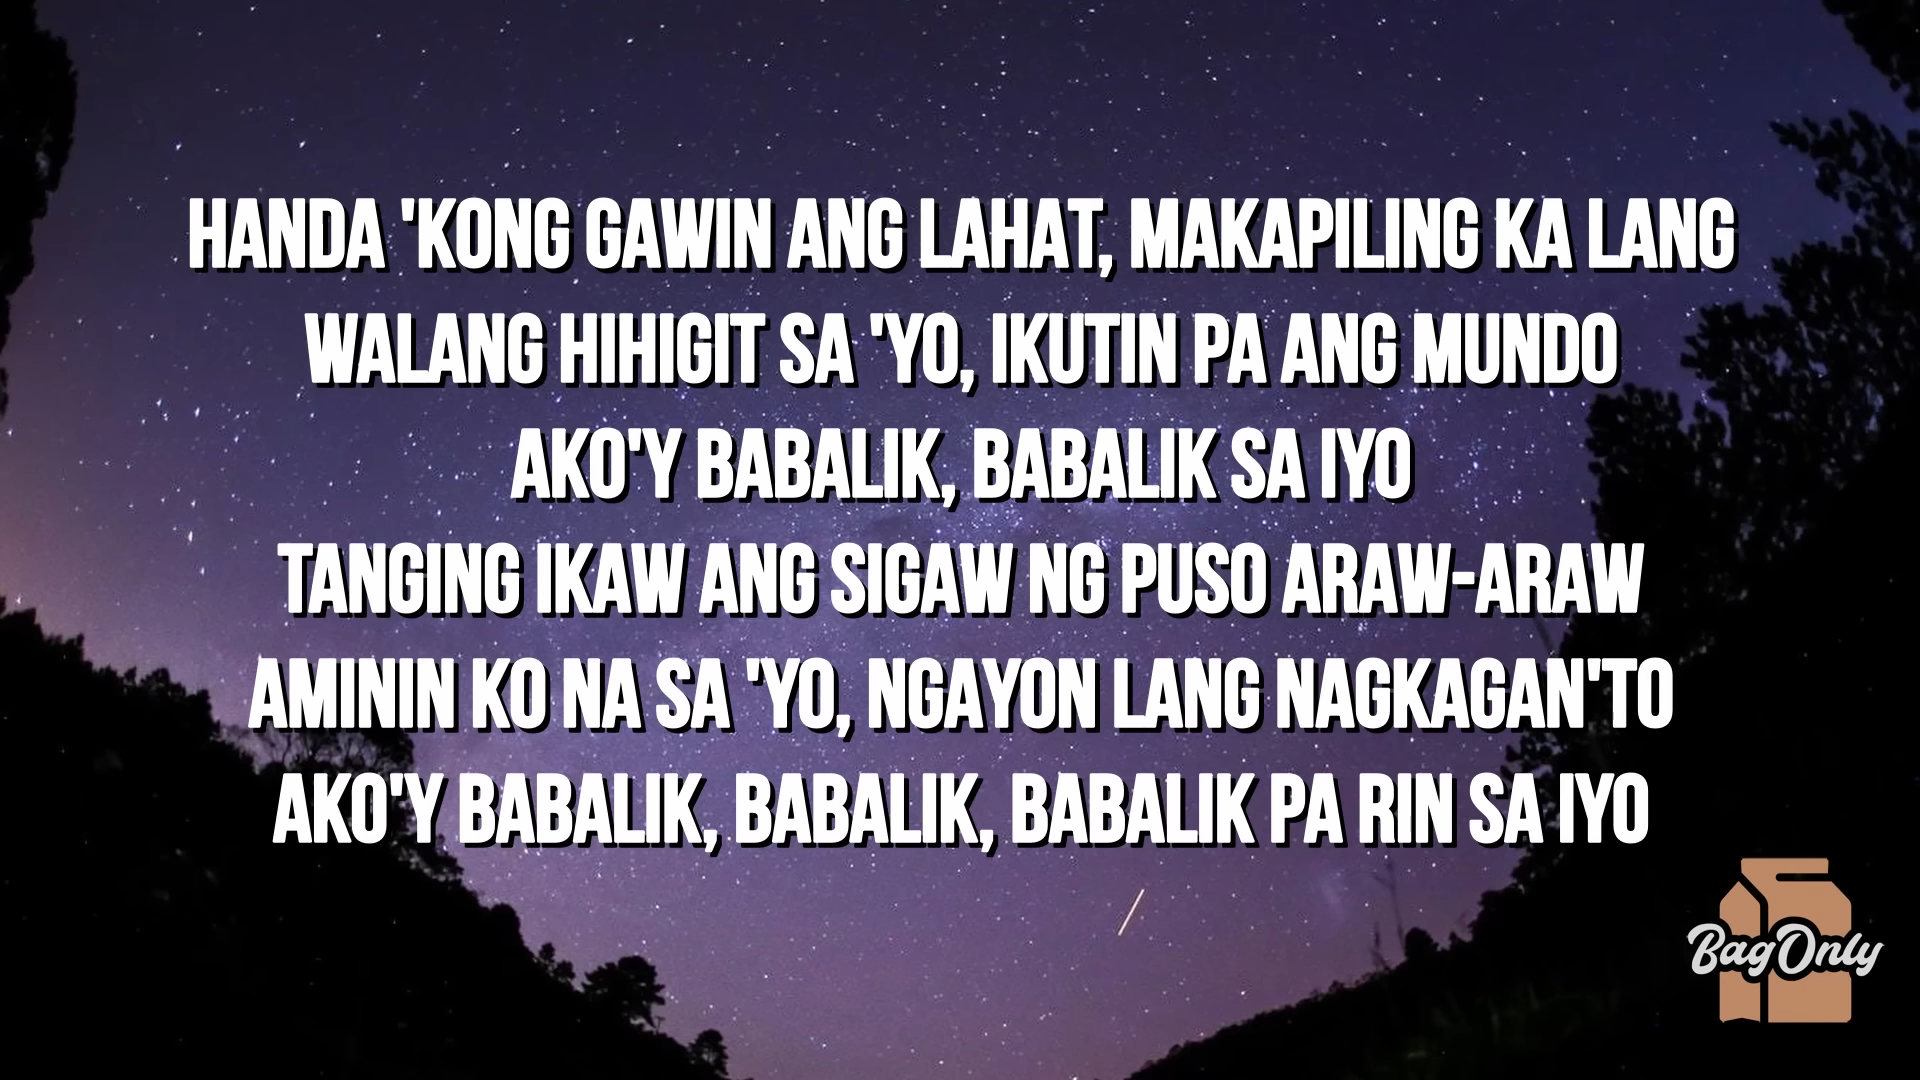 HANDA 'KONG GAWIN ANG LAHAT, MAKAPILING KA LANG
WALANG HIHIGIT SA 'YO, IKUTIN PA ANG MUNDO
AKO'Y BABALIK, BABALIK SA IYO
TANGING IKAW ANG SIGAW NG PUSO ARAW-ARAW
AMININ KO NA SA 'YO, NGAYON LANG NAGKAGAN'TO
AKO'Y BABALIK, BABALIK, BABALIK PA RIN SA IYO
BagOnly